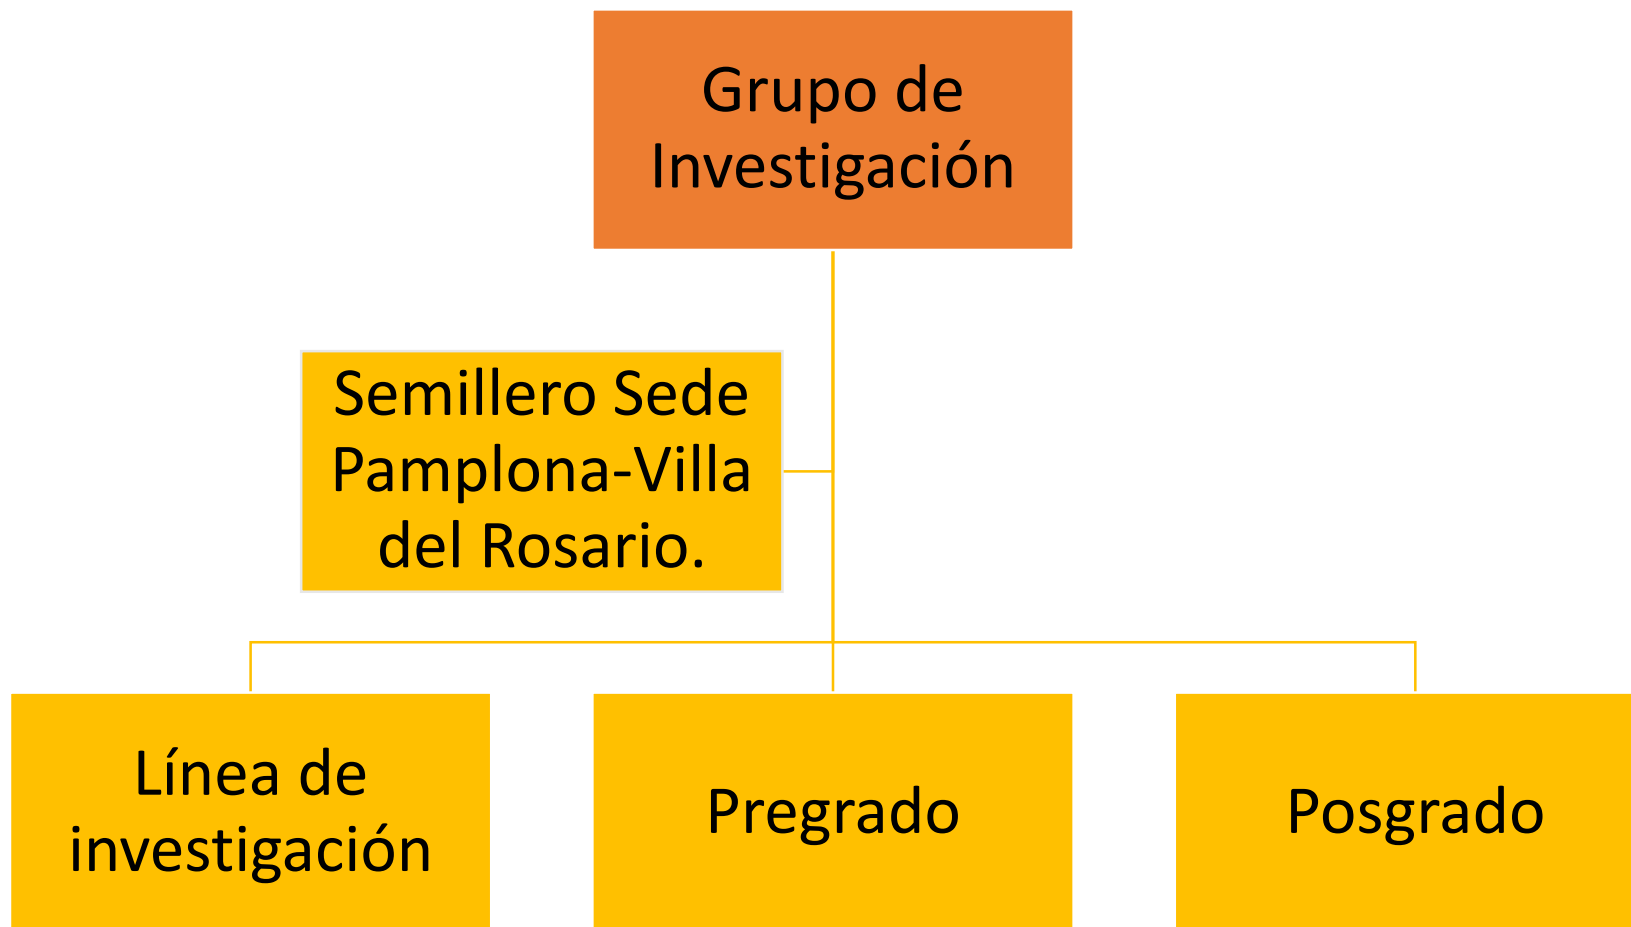 Grupo de
Investigación
Semillero Sede
Pamplona-Villa
del Rosario.
Línea de
investigación
Pregrado
Posgrado